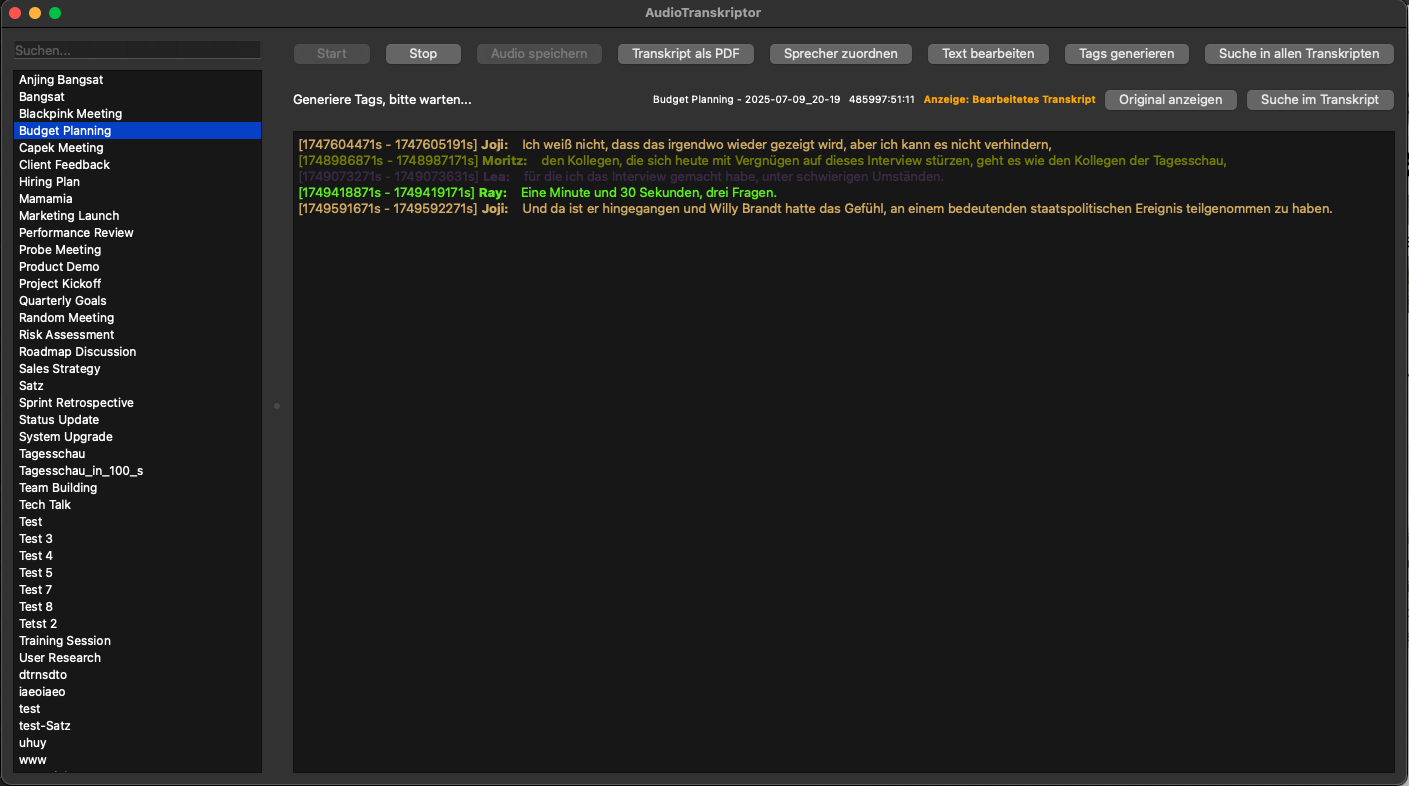 AudioTranskriptor
Suchen...
Start Stop Audio speichern Transkript als PDF Sprecher zuordnen Text bearbeiten Tags generieren Suche in allen Transkripten
Generiere Tags, bitte warten... Budget Planning - 2025-07-09_20-19 485997:51:11 Anzeige: Bearbeitetes Transkript Original anzeigen Suche im Transkript
Anjing Bangsat
Bangsat
Blackpink Meeting
Budget Planning
Capek Meeting
Client Feedback
Hiring Plan
Mamamia
Marketing Launch
Performance Review
Probe Meeting
Product Demo
Project Kickoff
Quarterly Goals
Random Meeting
Risk Assessment
Roadmap Discussion
Sales Strategy
Satz
Sprint Retrospective
Status Update
System Upgrade
Tagesschau
Tagesschau_in_100_s
Team Building
Tech Talk
Test
Test 3
Test 4
Test 5
Test 7
Test 8
Tetst 2
Training Session
User Research
dtrnsdto
iaeoiaeo
test
test-Satz
uhuy
www
[1747604471s - 1747605191s] Joji: Ich weiß nicht, dass das irgendwo wieder gezeigt wird, aber ich kann es nicht verhindern,
[1748986871s - 1748987171s] Moritz: den Kollegen, die sich heute mit Vergnügen auf dieses Interview stürzen, geht es wie den Kollegen der Tagesschau,
[1749073271s - 1749073631s] Lea: für die ich das Interview gemacht habe, unter schwierigen Umständen.
[1749418871s - 1749419171s] Ray: Eine Minute und 30 Sekunden, drei Fragen.
[1749591671s - 1749592271s] Joji: Und da ist er hingegangen und Willy Brandt hatte das Gefühl, an einem bedeutenden staatspolitischen Ereignis teilgenommen zu haben.